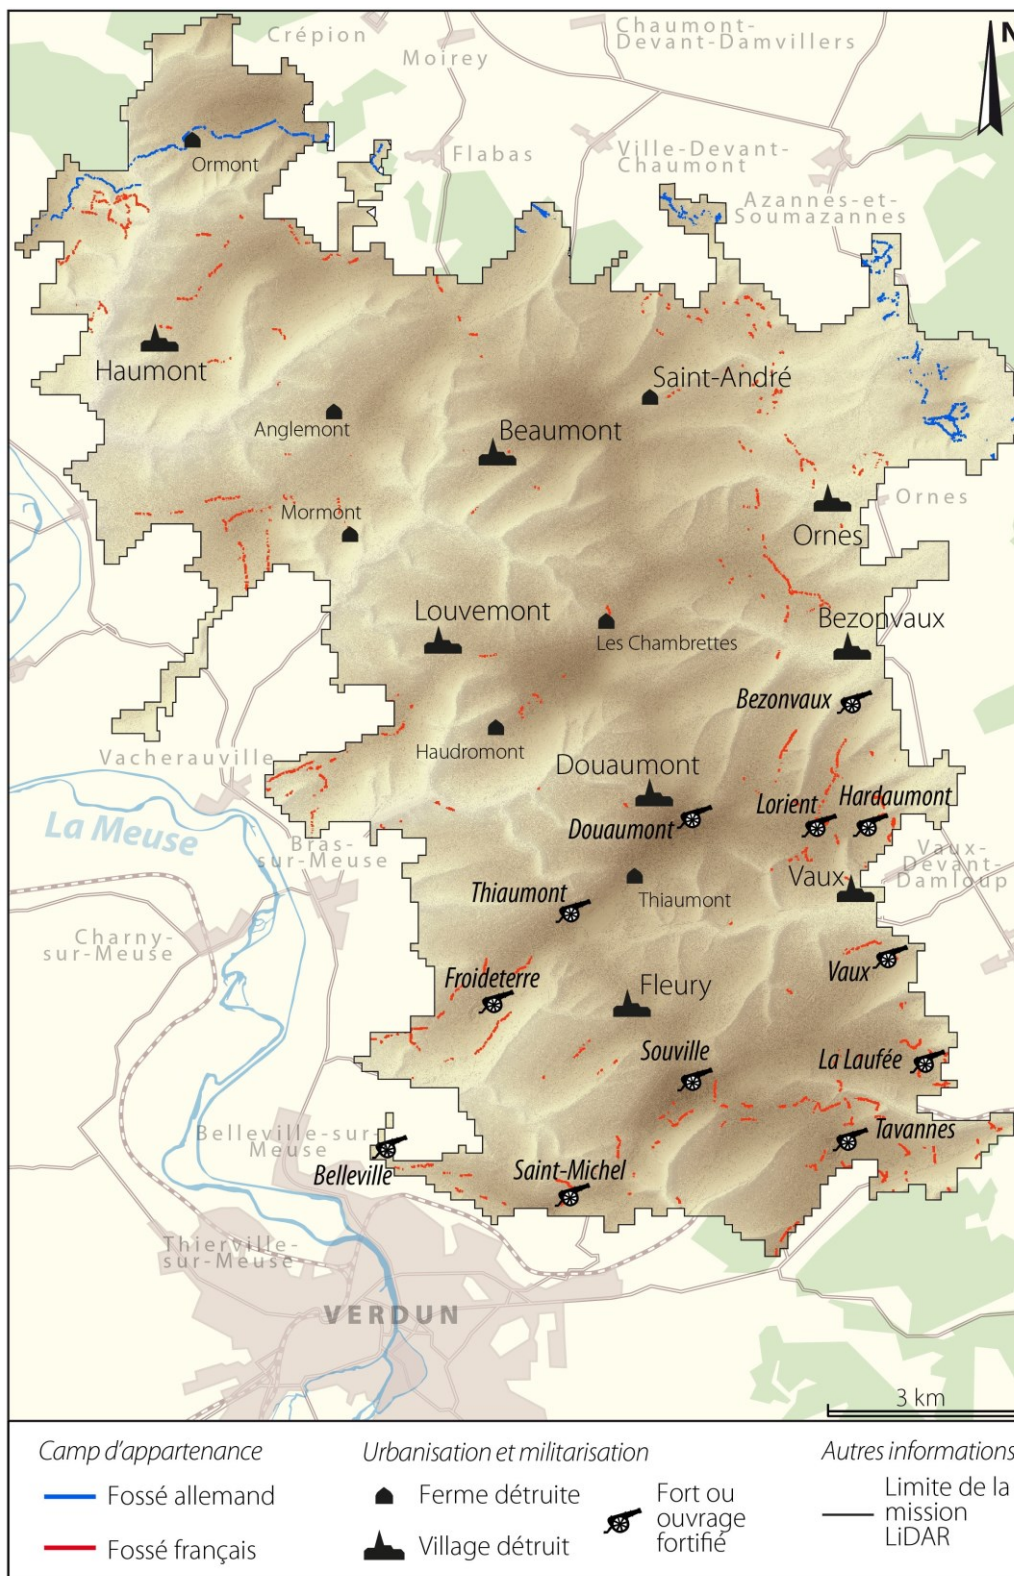 Crépion
Chaumont-
Devant-Damvillers
N
Moirey
Flabas
Ville-Devant-
Chaumont
Ormont
Azannes-et-
Soumazannes
Haumont
Saint-André
Anglemont
Beaumont
Mormont
Ornes
Ornes
Louvemont
Les Chambrettes
Bezonvaux
Bezonvaux
Haudromont
Vacherauville
Douaumont
La Meuse
Douaumont
Lorient
Hardaumont
Bras-
sur-Meuse
Vaux-
Devant-
Damloup
Vaux
Thiaumont
Thiaumont
Charny-
sur-Meuse
Vaux
Froideterre
Fleury
Souville
La Laufée
Belleville-sur-
Meuse
Tavannes
Belleville
Saint-Michel
Thierville-
sur-Meuse
VERDUN
3 km
Camp d'appartenance
Fossé allemand
Fossé français
Urbanisation et militarisation
Ferme détruite
Village détruit
Fort ou
ouvrage
fortifié
Autres informations
Limite de la
mission
LiDAR